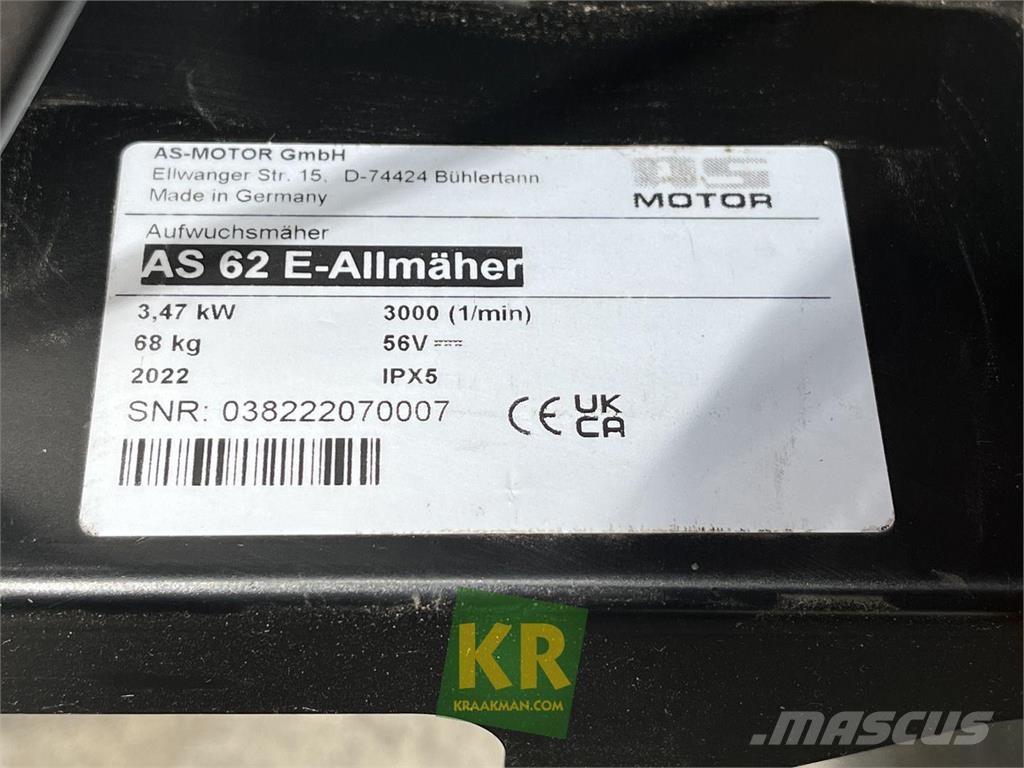 AS-MOTOR GmbH
Ellwanger Str. 15, D-74424 Bühlertann
Made in Germany
AS
MOTOR
Aufwuchsmäher
AS 62 E-Allmäher
3,47 kW 3000 (1/min)
68 kg 56V
2022 IPX5
SNR: 038222070007
CE UK
CA
KR
KRAAKMAN.COM
MASCUS